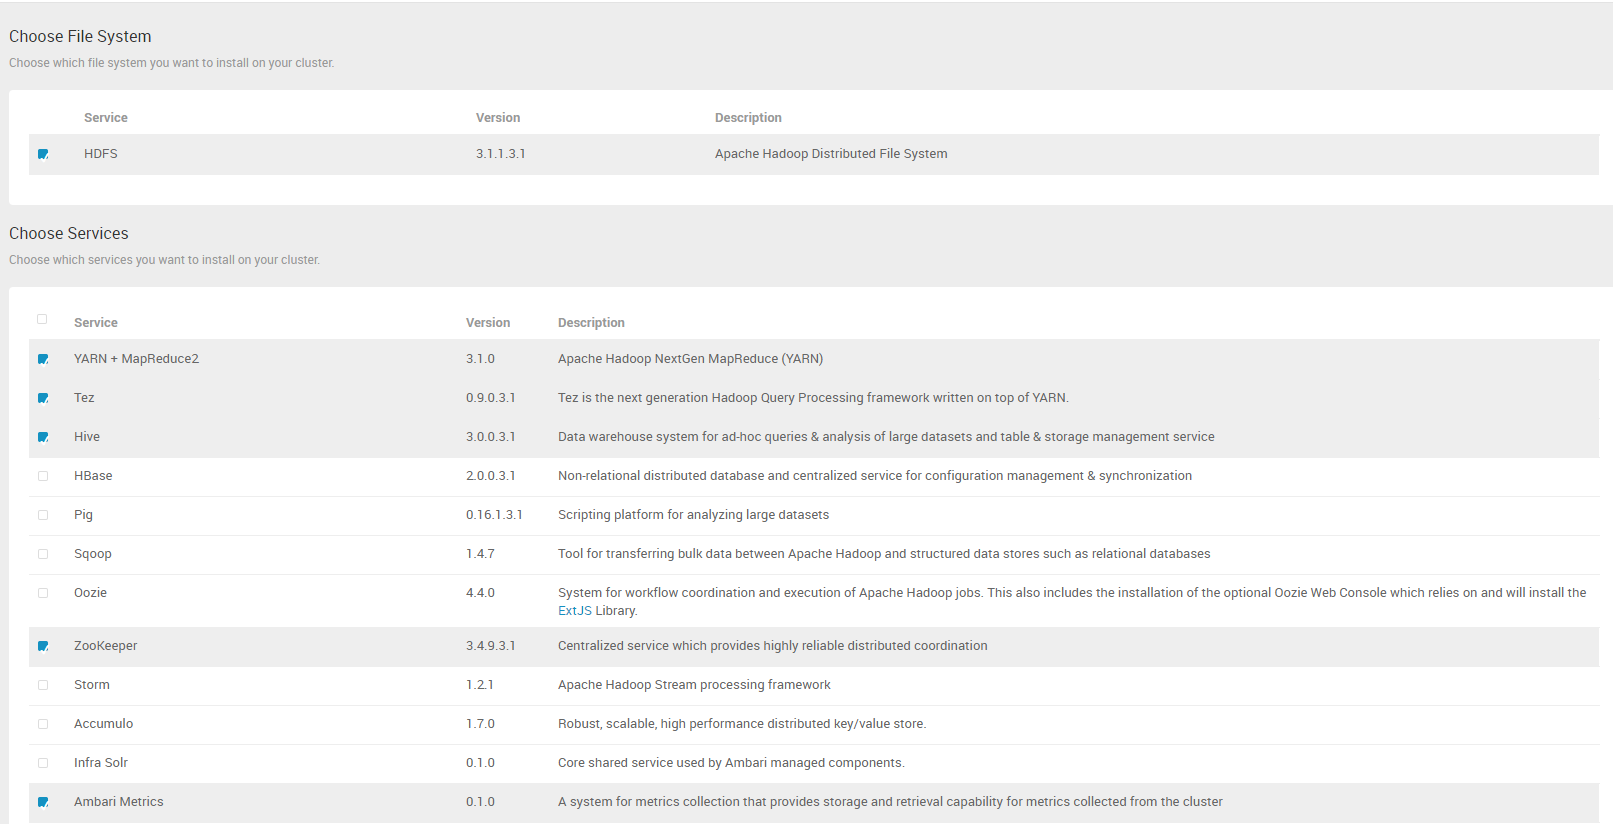 Choose File System
Choose which file system you want to install on your cluster.
Service Version Description
HDFS 3.1.1.3.1 Apache Hadoop Distributed File System
Choose Services
Choose which services you want to install on your cluster.
Service Version Description
YARN + MapReduce2 3.1.0 Apache Hadoop NextGen MapReduce (YARN)
Tez 0.9.0.3.1 Tez is the next generation Hadoop Query Processing framework written on top of YARN.
Hive 3.0.0.3.1 Data warehouse system for ad-hoc queries & analysis of large datasets and table & storage management service
HBase 2.0.0.3.1 Non-relational distributed database and centralized service for configuration management & synchronization
Pig 0.16.1.3.1 Scripting platform for analyzing large datasets
Sqoop 1.4.7 Tool for transferring bulk data between Apache Hadoop and structured data stores such as relational databases
Oozie 4.4.0 System for workflow coordination and execution of Apache Hadoop jobs. This also includes the installation of the optional Oozie Web Console which relies on and will install the
ExtJS Library.
ZooKeeper 3.4.9.3.1 Centralized service which provides highly reliable distributed coordination
Storm 1.2.1 Apache Hadoop Stream processing framework
Accumulo 1.7.0 Robust, scalable, high performance distributed key/value store.
Infra Solr 0.1.0 Core shared service used by Ambari managed components.
Ambari Metrics 0.1.0 A system for metrics collection that provides storage and retrieval capability for metrics collected from the cluster